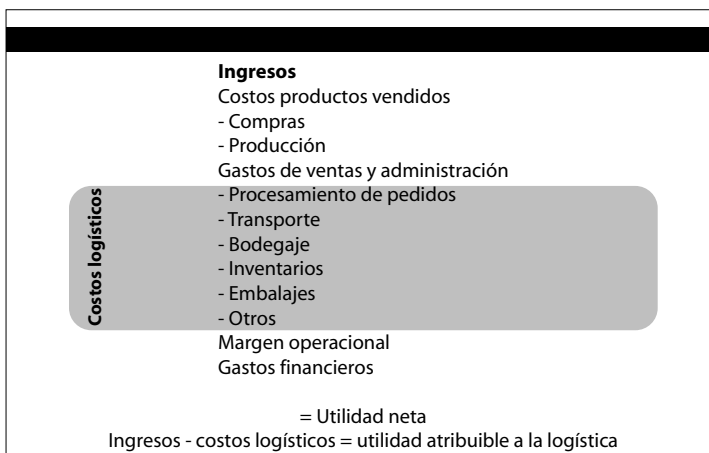 Ingresos
Costos productos vendidos
- Compras
- Producción
Gastos de ventas y administración
Costos logísticos
- Procesamiento de pedidos
- Transporte
- Bodegaje
- Inventarios
- Embalajes
- Otros
Margen operacional
Gastos financieros
= Utilidad neta
Ingresos - costos logísticos = utilidad atribuible a la logística